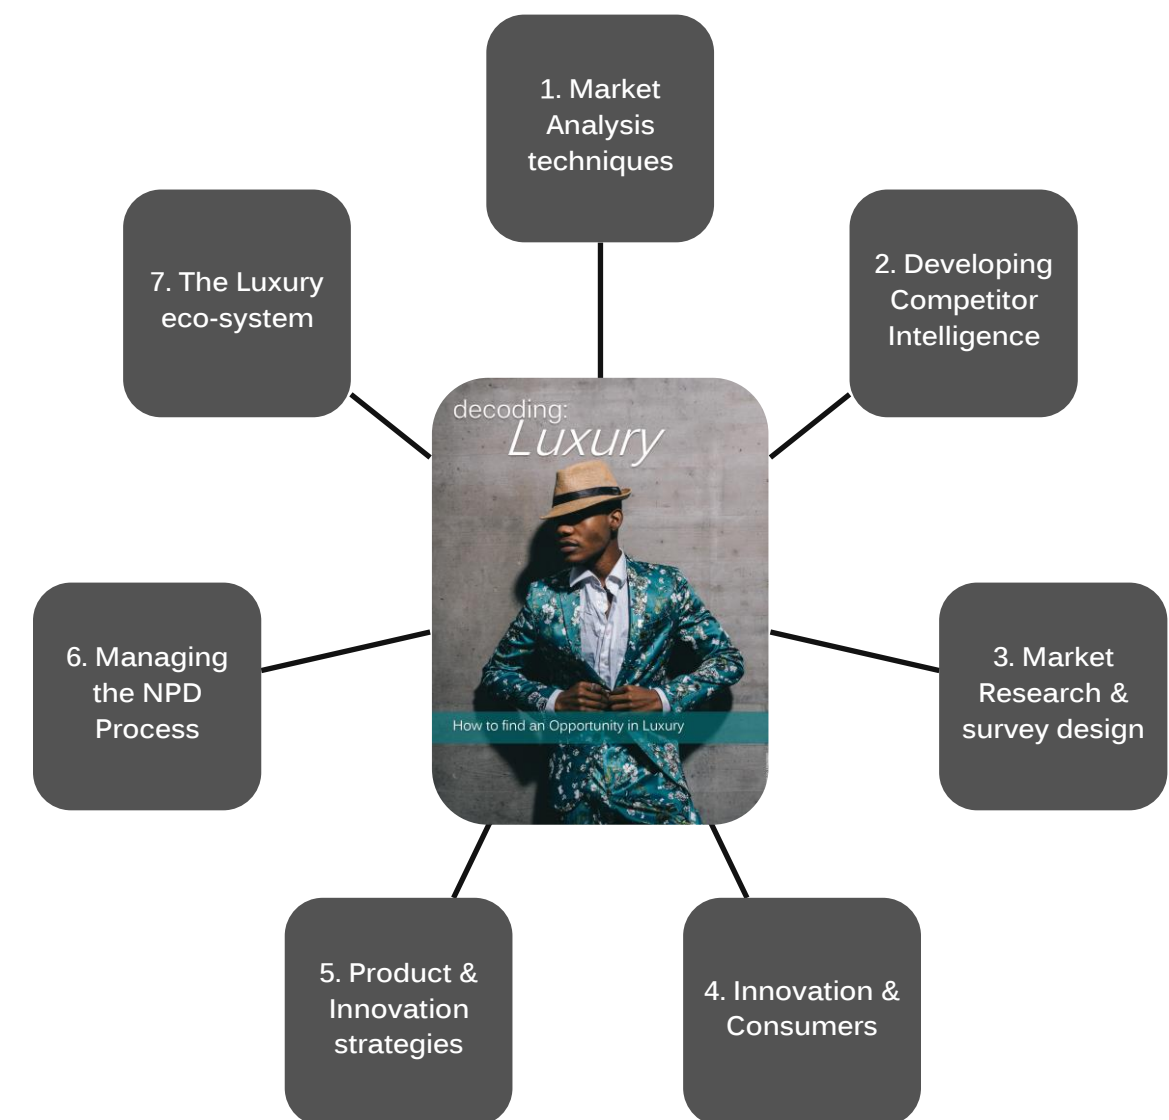 1. Market
Analysis
techniques
2. Developing
Competitor
Intelligence
3. Market
Research &
survey design
4. Innovation &
Consumers
5. Product &
Innovation
strategies
6. Managing
the NPD
Process
7. The Luxury
eco-system
decoding:
Luxury
How to find an Opportunity in Luxury